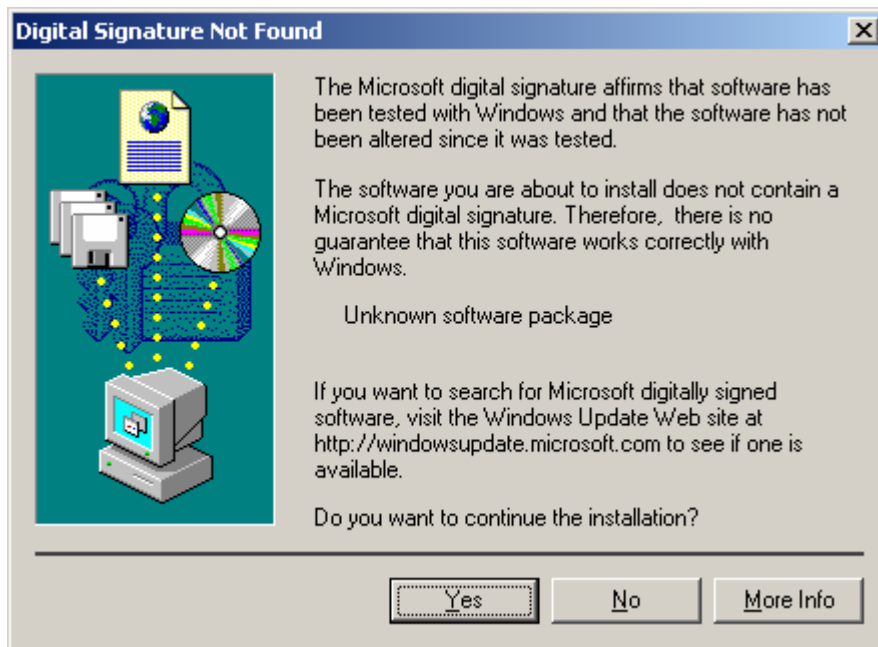 Digital Signature Not Found
The Microsoft digital signature affirms that software has
been tested with Windows and that the software has not
been altered since it was tested.
The software you are about to install does not contain a
Microsoft digital signature. Therefore,  there is no
guarantee that this software works correctly with
Windows.
Unknown software package
If you want to search for Microsoft digitally signed
software, visit the Windows Update Web site at
http://windowsupdate.microsoft.com to see if one is
available.
Do you want to continue the installation?
Yes
No
More Info